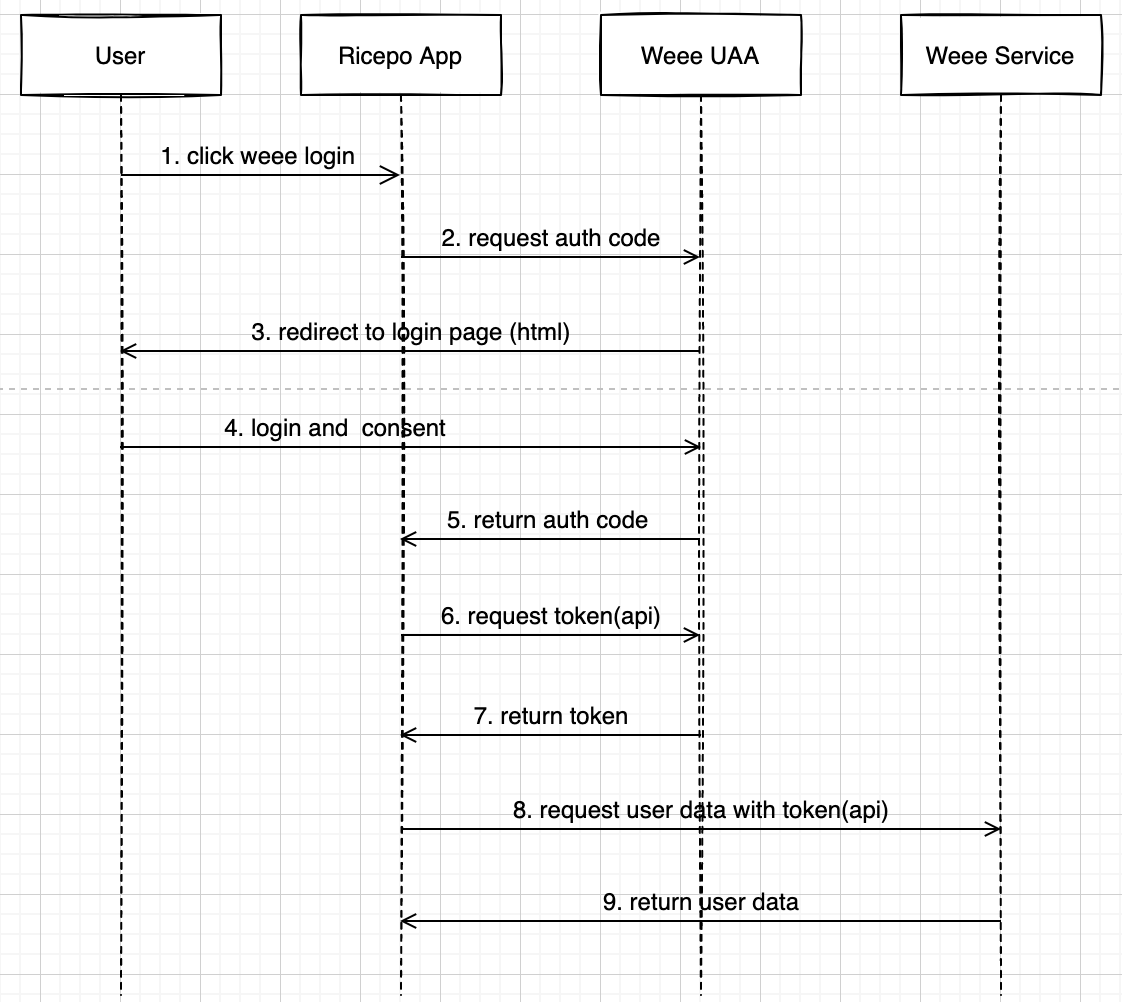 User
Ricepo App
Weee UAA
Weee Service
1. click weee login
2. request auth code
3. redirect to login page (html)
4. login and  consent
5. return auth code
6. request token(api)
7. return token
8. request user data with token(api)
9. return user data